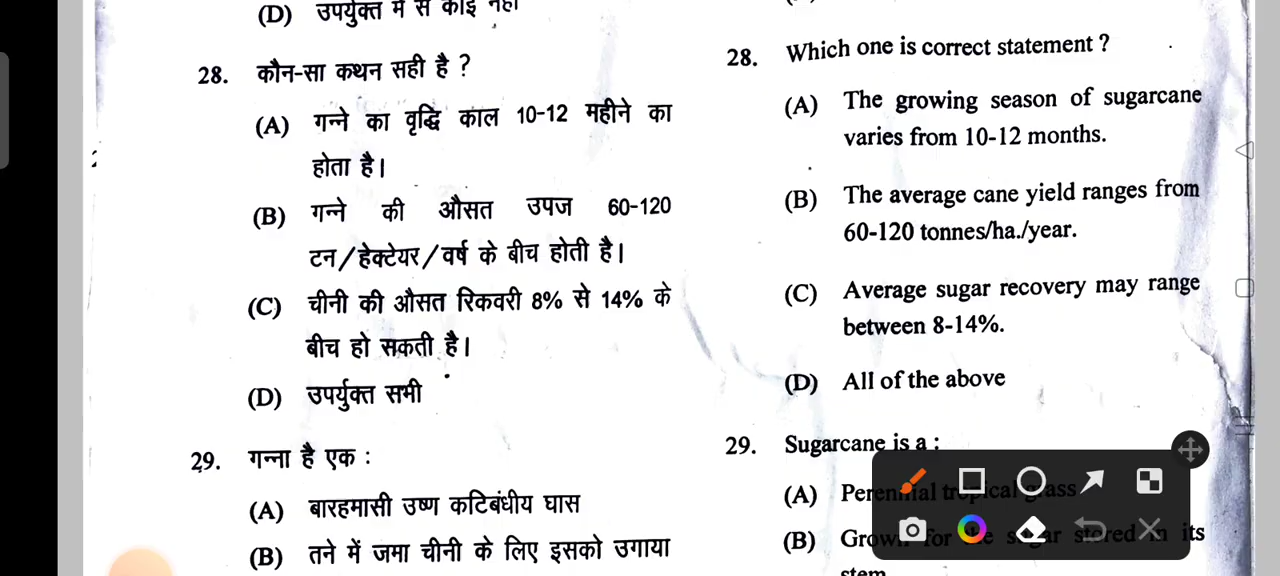 (D) उपर्युक्त में से कोई नहीं
28. कौन-सा कथन सही है ?
(A) गन्ने का वृद्धि काल 10-12 महीने का
होता है।
(B) गन्ने की औसत उपज 60-120
टन/हेक्टेयर/वर्ष के बीच होती है।
(C) चीनी की औसत रिकवरी 8% से 14% के
बीच हो सकती है।
(D) उपर्युक्त सभी
29. गन्ना है एक :
(A) बारहमासी उष्ण कटिबंधीय घास
(B) तने में जमा चीनी के लिए इसको उगाया
28. Which one is correct statement ?
(A) The growing season of sugarcane
varies from 10-12 months.
(B) The average cane yield ranges from
60-120 tonnes/ha./year.
(C) Average sugar recovery may range
between 8-14%.
(D) All of the above
29. Sugarcane is a :
(A) Perennial tropical grass
(B) Grown for the sugar stored in its
stem